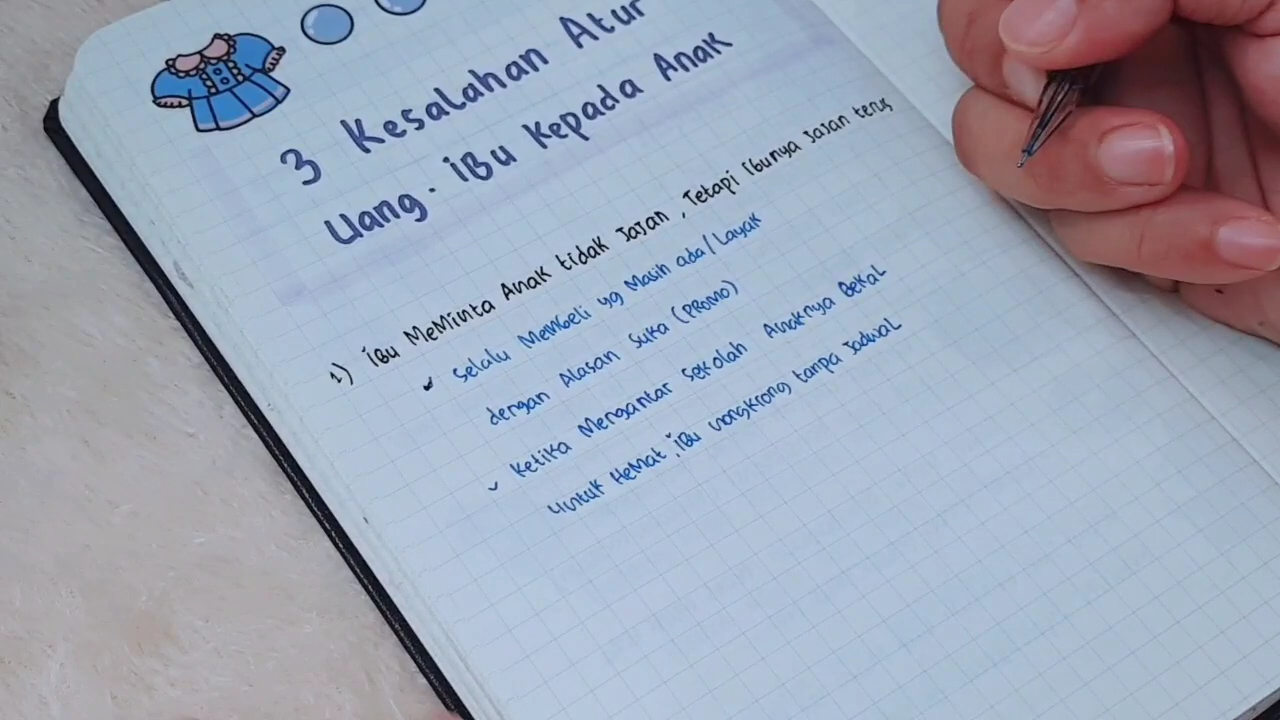 3 Kesalahan Atur
Uang. iBu Kepada Anak
1) iBu Meminta Anak tidak Jajan, Tetapi ibunya Jajan terus
selalu Membeli yg Masih ada/Layak
dengan Alasan Suka (PROMO)
Ketika Mengantar Sekolah Anaknya Bekal
untuk Hemat, iBu nongkrong tanpa Jadwal